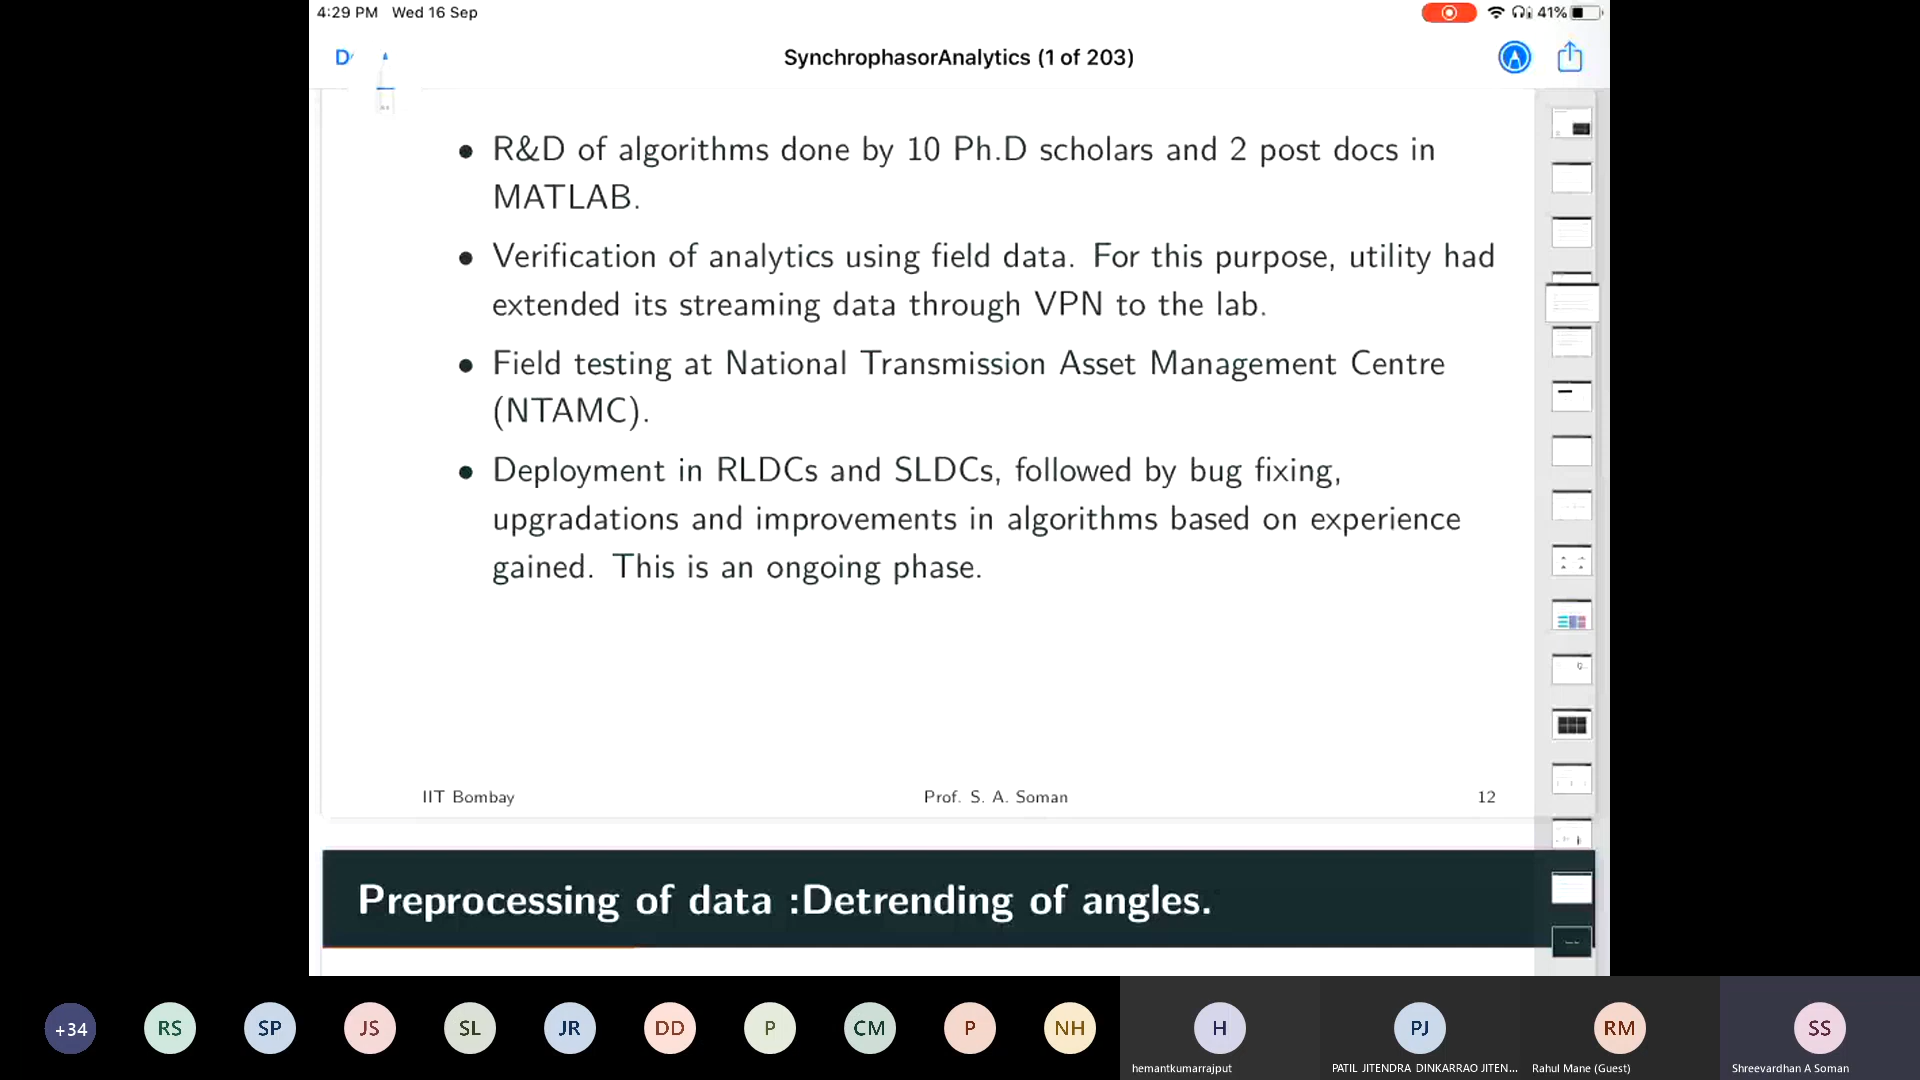 4:29 PM Wed 16 Sep
41%
SynchrophasorAnalytics (1 of 203)
• R&D of algorithms done by 10 Ph.D scholars and 2 post docs in
MATLAB.
• Verification of analytics using field data. For this purpose, utility had
extended its streaming data through VPN to the lab.
• Field testing at National Transmission Asset Management Centre
(NTAMC).
• Deployment in RLDCs and SLDCs, followed by bug fixing,
upgradations and improvements in algorithms based on experience
gained. This is an ongoing phase.
IIT Bombay Prof. S. A. Soman 12
Preprocessing of data :Detrending of angles.
+34 RS SP JS SL JR DD P CM P NH H PJ RM SS
hemantkumarrajput PATIL JITENDRA DINKARRAO JITEN... Rahul Mane (Guest) Shreevardhan A Soman